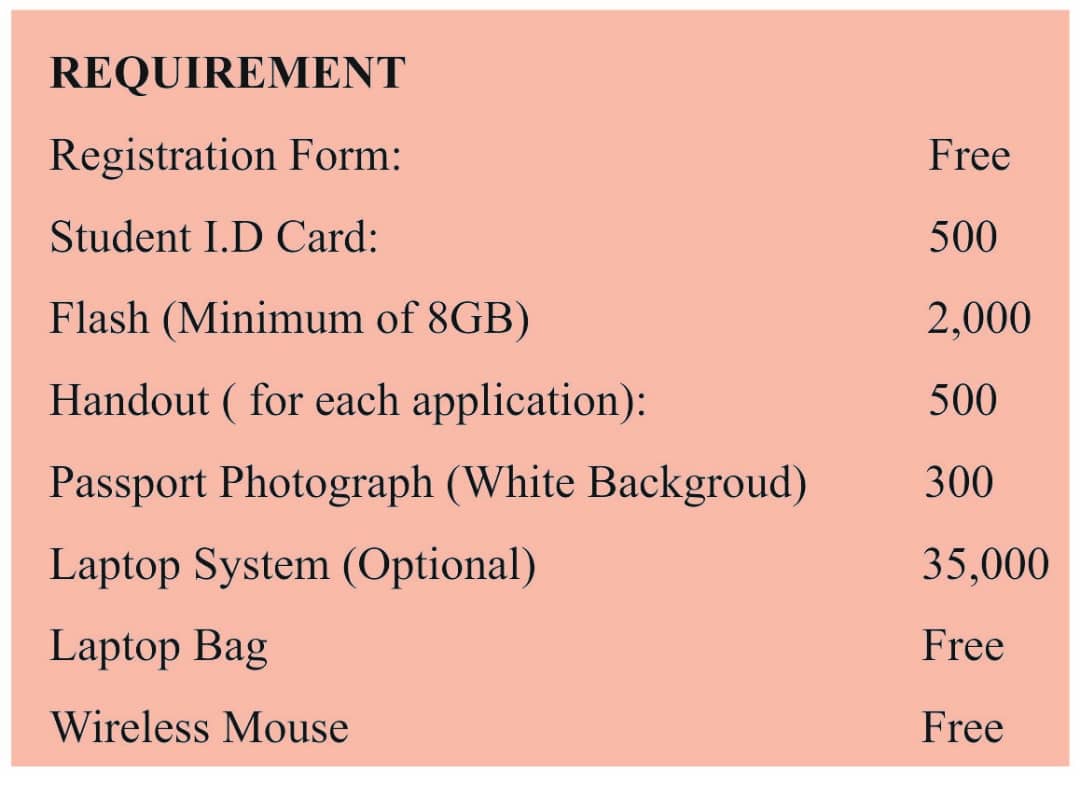 REQUIREMENT
Registration Form: Free
Student I.D Card: 500
Flash (Minimum of 8GB) 2,000
Handout ( for each application): 500
Passport Photograph (White Backgroud) 300
Laptop System (Optional) 35,000
Laptop Bag Free
Wireless Mouse Free